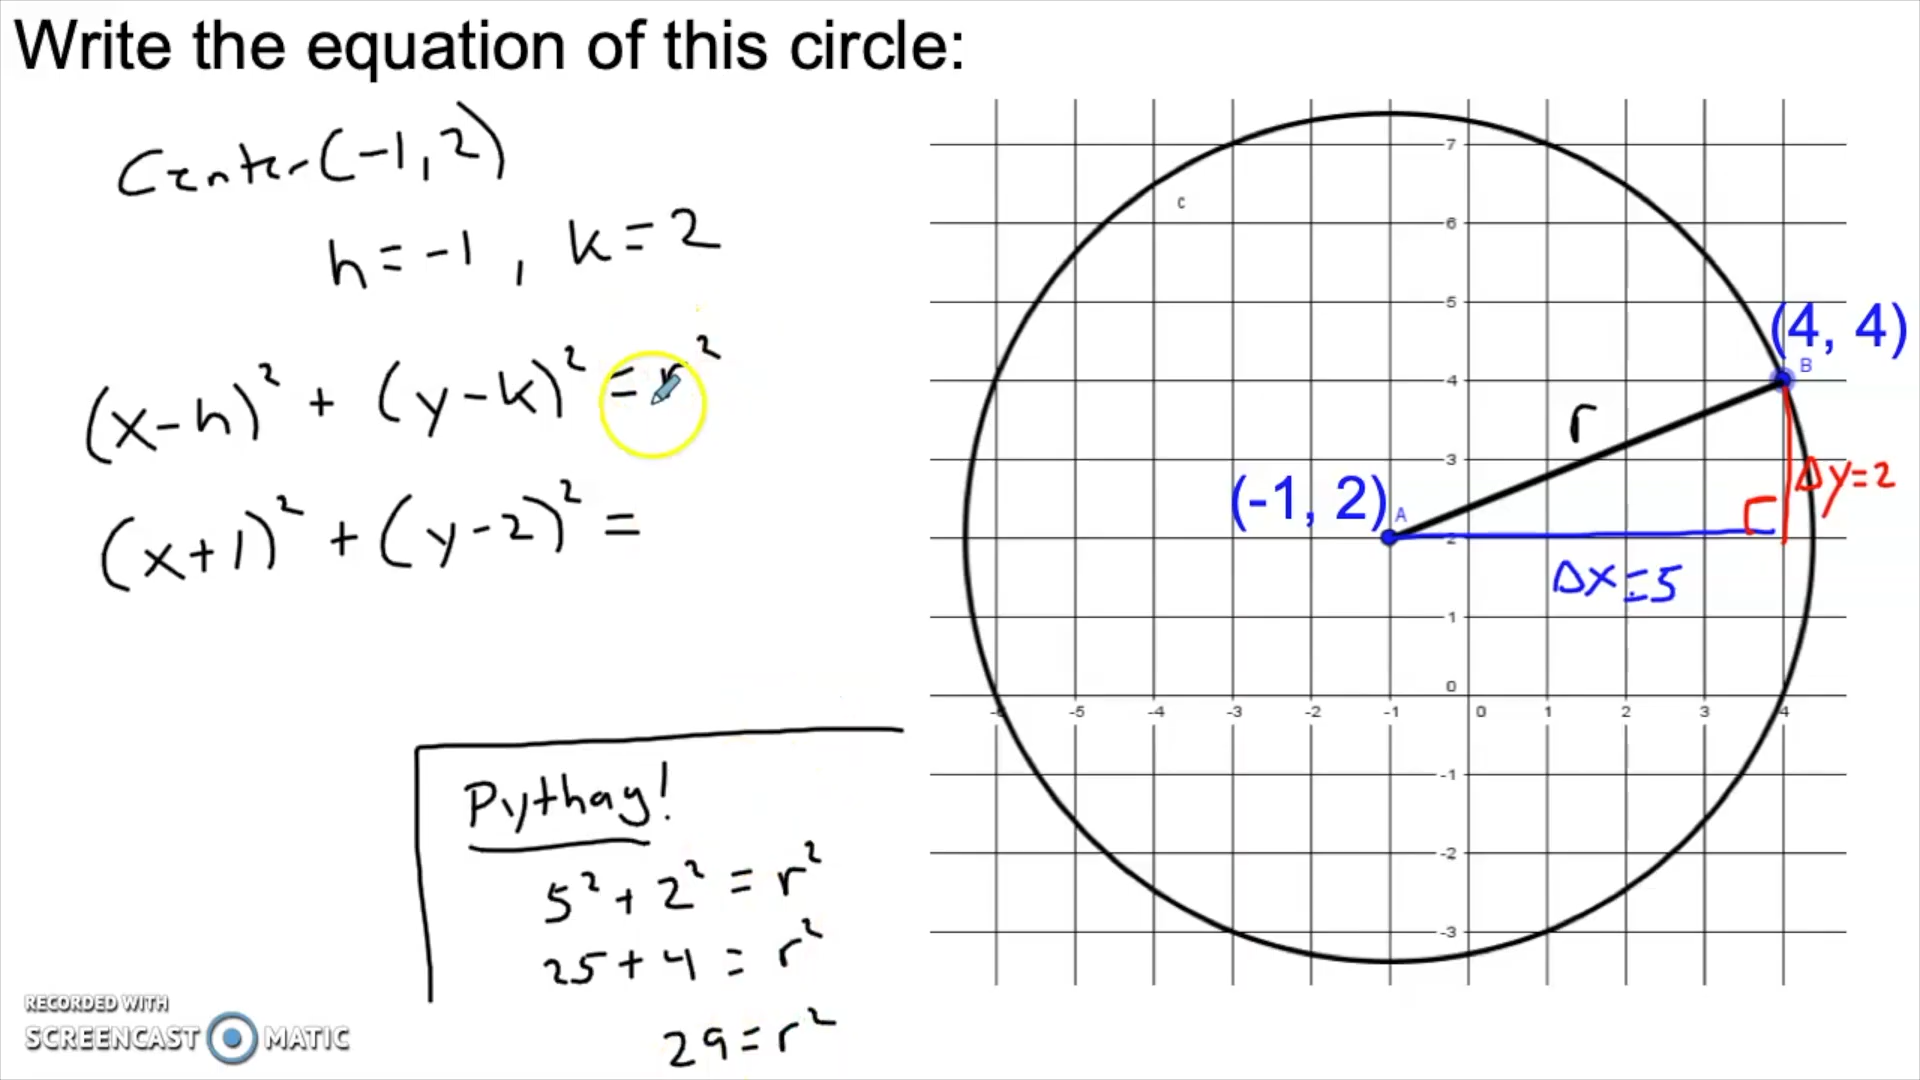 Write the equation of this circle:
Center (-1, 2)
h = -1, k = 2
(x-h)² + (y-k)² = r²
(x+1)² + (y-2)² =
Pythag!
5² + 2² = r²
25 + 4 = r²
29 = r²
RECORDED WITH
SCREENCAST MATIC
7
c
6
5
(4, 4)
B
4
r
3
Δy=2
(-1, 2)
A
2
Δx=5
1
0
-6 -5 -4 -3 -2 -1 0 1 2 3 4
-1
-2
-3